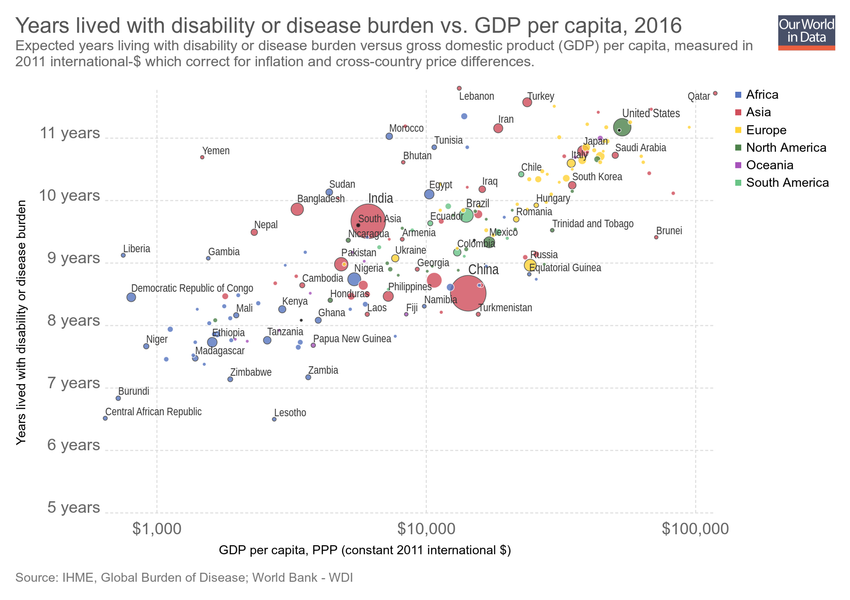 Years lived with disability or disease burden vs. GDP per capita, 2016
Our World
in Data
Expected years living with disability or disease burden versus gross domestic product (GDP) per capita, measured in
2011 international-$ which correct for inflation and cross-country price differences.
Lebanon
Turkey
Qatar
Africa
Asia
Europe
North America
Oceania
South America
United States
Iran
11 years
Morocco
Tunisia
Japan
Saudi Arabia
Yemen
Bhutan
Italy
Chile
South Korea
Sudan
Egypt
Iraq
10 years
Bangladesh
India
Brazil
Hungary
South Asia
Ecuador
Romania
Nepal
Nicaragua
Armenia
Mexico
Trinidad and Tobago
Brunei
Liberia
Gambia
Pakistan
Ukraine
Colombia
Russia
9 years
Nigeria
Georgia
China
Equatorial Guinea
Democratic Republic of Congo
Cambodia
Honduras
Philippines
Kenya
Namibia
Mali
Ghana
Laos
Fiji
Turkmenistan
8 years
Niger
Ethiopia
Tanzania
Papua New Guinea
Madagascar
Zimbabwe
Zambia
7 years
Burundi
Central African Republic
Lesotho
6 years
5 years
$1,000
$10,000
$100,000
Years lived with disability or disease burden
GDP per capita, PPP (constant 2011 international $)
Source: IHME, Global Burden of Disease; World Bank - WDI